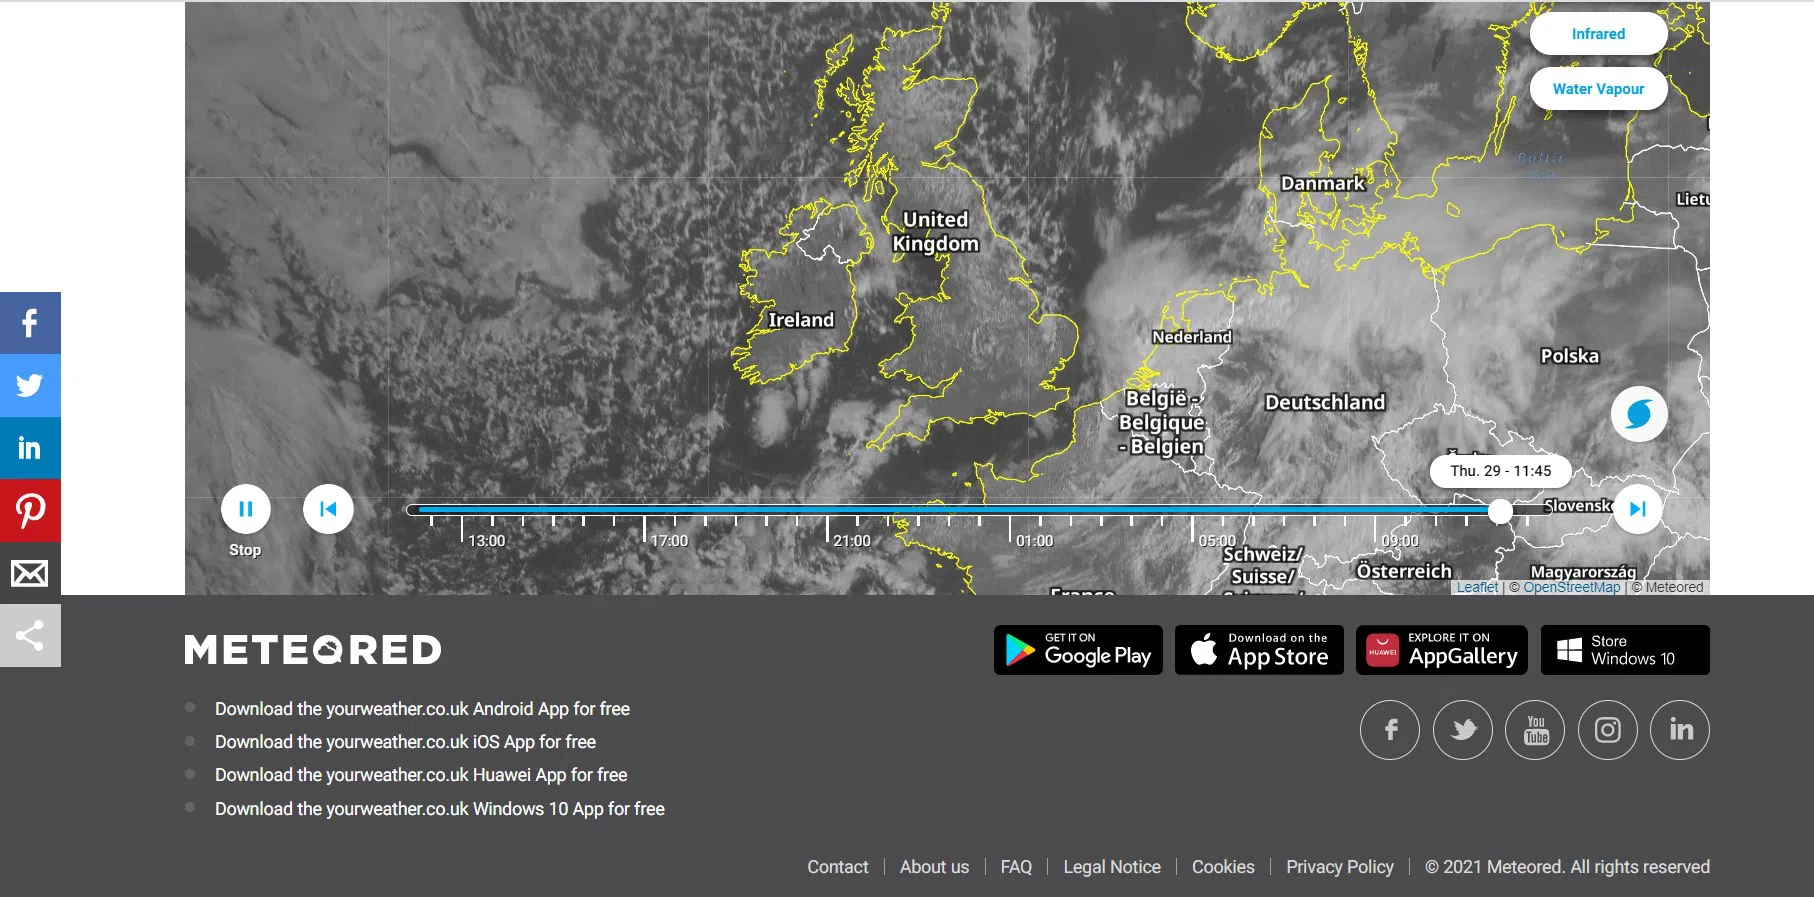 Infrared
Water Vapour
Baltic
Sea
Danmark
Lietu
United
Kingdom
Ireland
Nederland
Polska
België -
Belgique
- Belgien
Deutschland
Thu. 29 - 11:45
Slovensk
Stop
13:00
17:00
21:00
01:00
05:00
09:00
Schweiz/
Suisse/
Österreich
Magyarország
France
Leaflet | © OpenStreetMap | © Meteored
METEORED
GET IT ON
Google Play
Download on the
App Store
HUAWEI
EXPLORE IT ON
AppGallery
Store
Windows 10
Download the yourweather.co.uk Android App for free
Download the yourweather.co.uk iOS App for free
Download the yourweather.co.uk Huawei App for free
Download the yourweather.co.uk Windows 10 App for free
You
Tube
Contact | About us | FAQ | Legal Notice | Cookies | Privacy Policy | © 2021 Meteored. All rights reserved